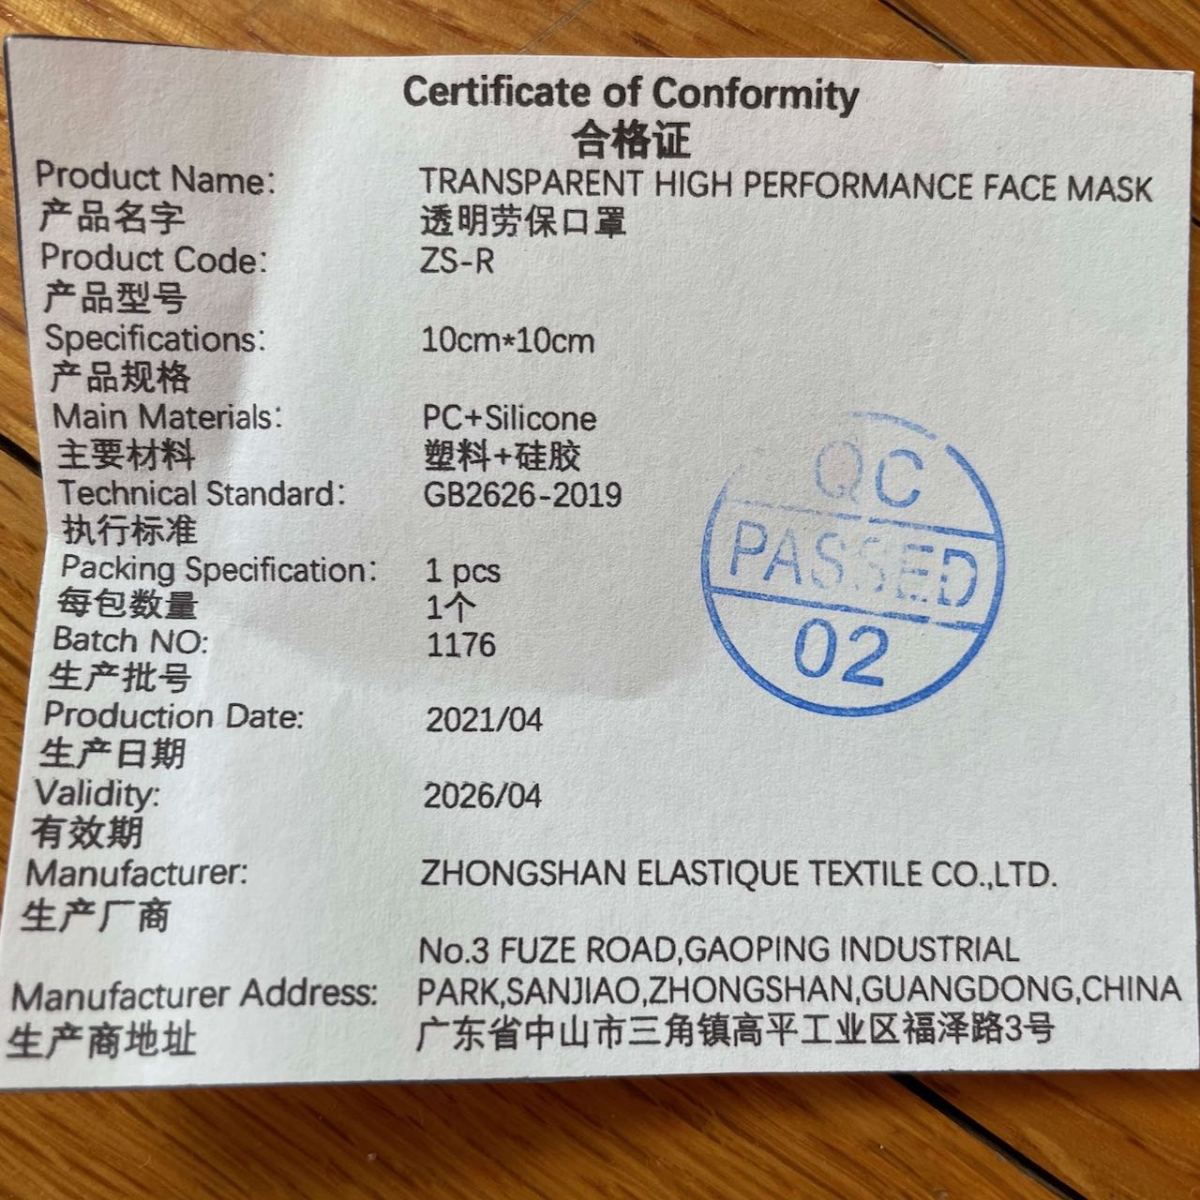 Certificate of Conformity
合格证
Product Name: TRANSPARENT HIGH PERFORMANCE FACE MASK
产品名字 透明劳保口罩
Product Code: ZS-R
产品型号
Specifications: 10cm*10cm
产品规格
Main Materials: PC+Silicone
主要材料 塑料+硅胶
Technical Standard: GB2626-2019
执行标准
Packing Specification: 1 pcs
每包数量 1个
Batch NO: 1176
生产批号
Production Date: 2021/04
生产日期
Validity: 2026/04
有效期
Manufacturer: ZHONGSHAN ELASTIQUE TEXTILE CO.,LTD.
生产厂商
No.3 FUZE ROAD,GAOPING INDUSTRIAL
Manufacturer Address: PARK,SANJIAO,ZHONGSHAN,GUANGDONG,CHINA
生产商地址 广东省中山市三角镇高平工业区福泽路3号
QC
PASSED
02